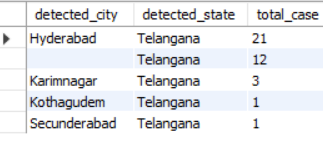 detected_city detected_state total_case
Hyderabad Telangana 21
Telangana 12
Karimnagar Telangana 3
Kothagudem Telangana 1
Secunderabad Telangana 1